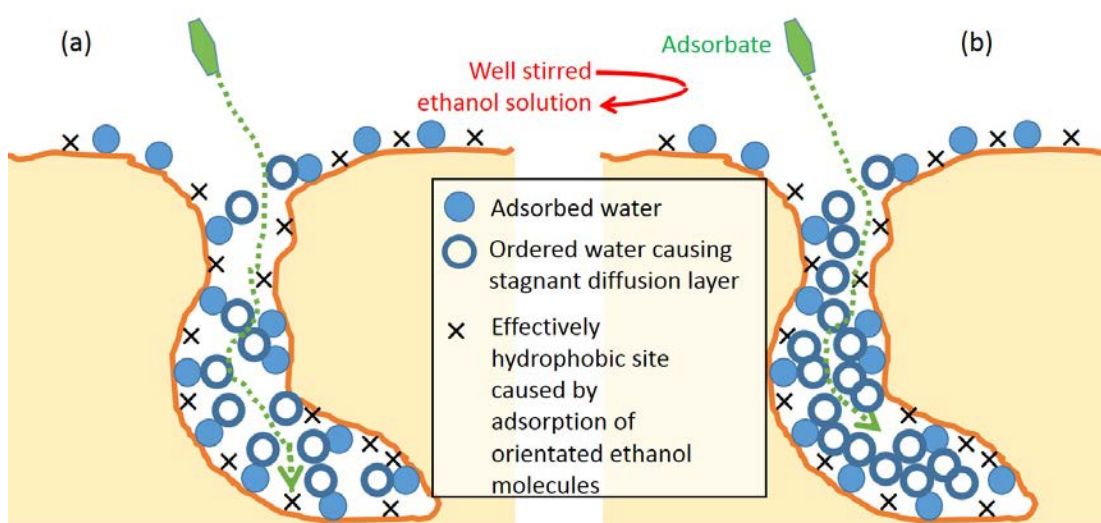 (a)
Adsorbate
(b)
Well stirred
ethanol solution
Adsorbed water
Ordered water causing
stagnant diffusion layer
Effectively
hydrophobic site
caused by
adsorption of
orientated ethanol
molecules